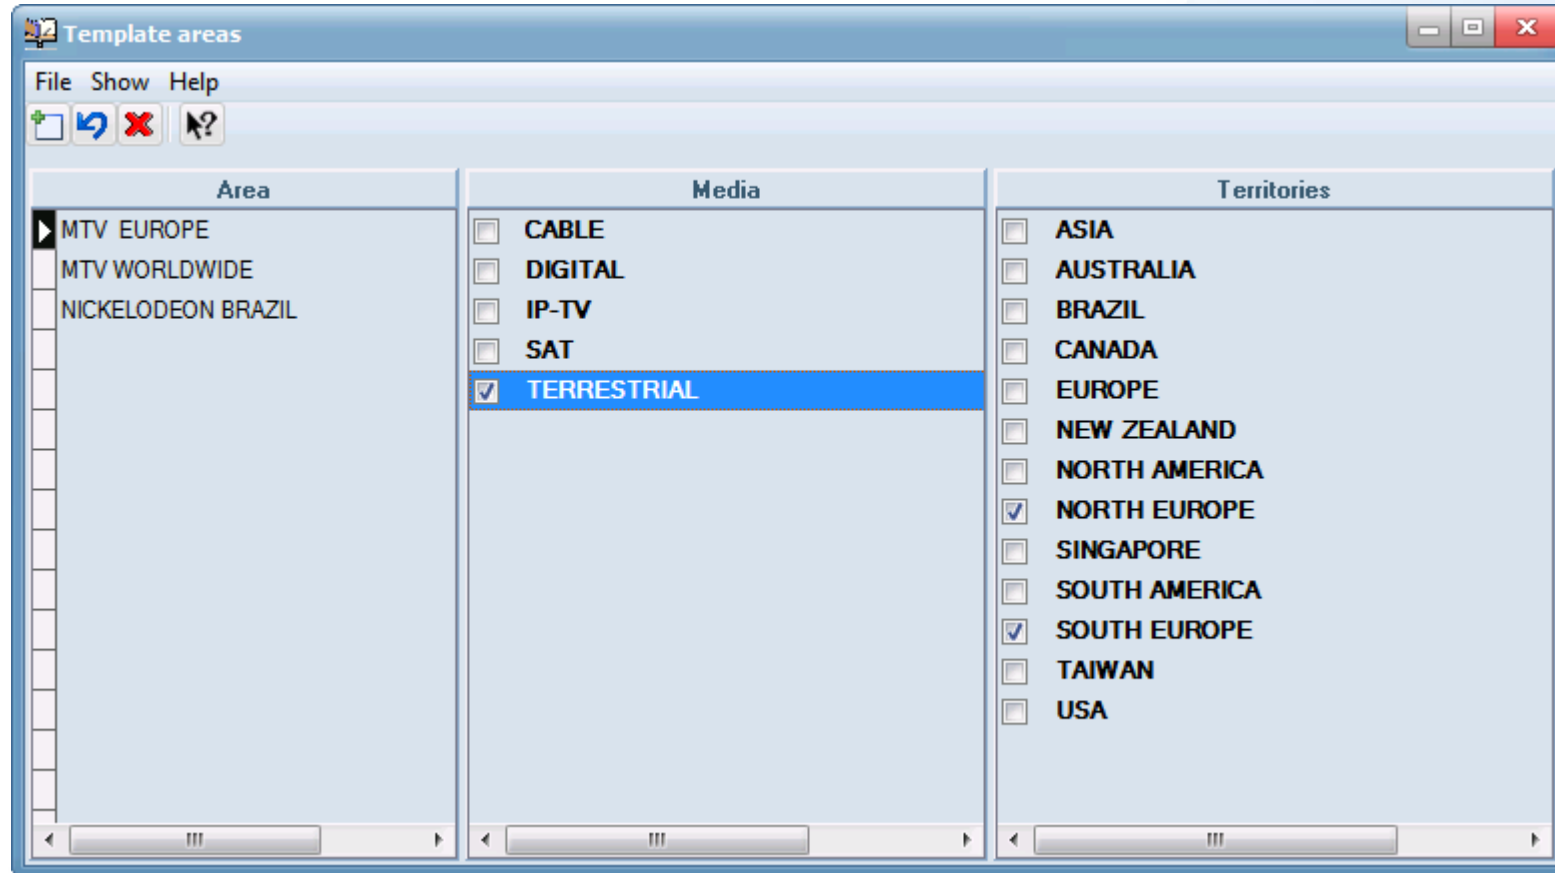 Template areas
File Show Help
Area
MTV  EUROPE
MTV WORLDWIDE
NICKELODEON BRAZIL
Media
CABLE
DIGITAL
IP-TV
SAT
TERRESTRIAL
Territories
ASIA
AUSTRALIA
BRAZIL
CANADA
EUROPE
NEW ZEALAND
NORTH AMERICA
NORTH EUROPE
SINGAPORE
SOUTH AMERICA
SOUTH EUROPE
TAIWAN
USA